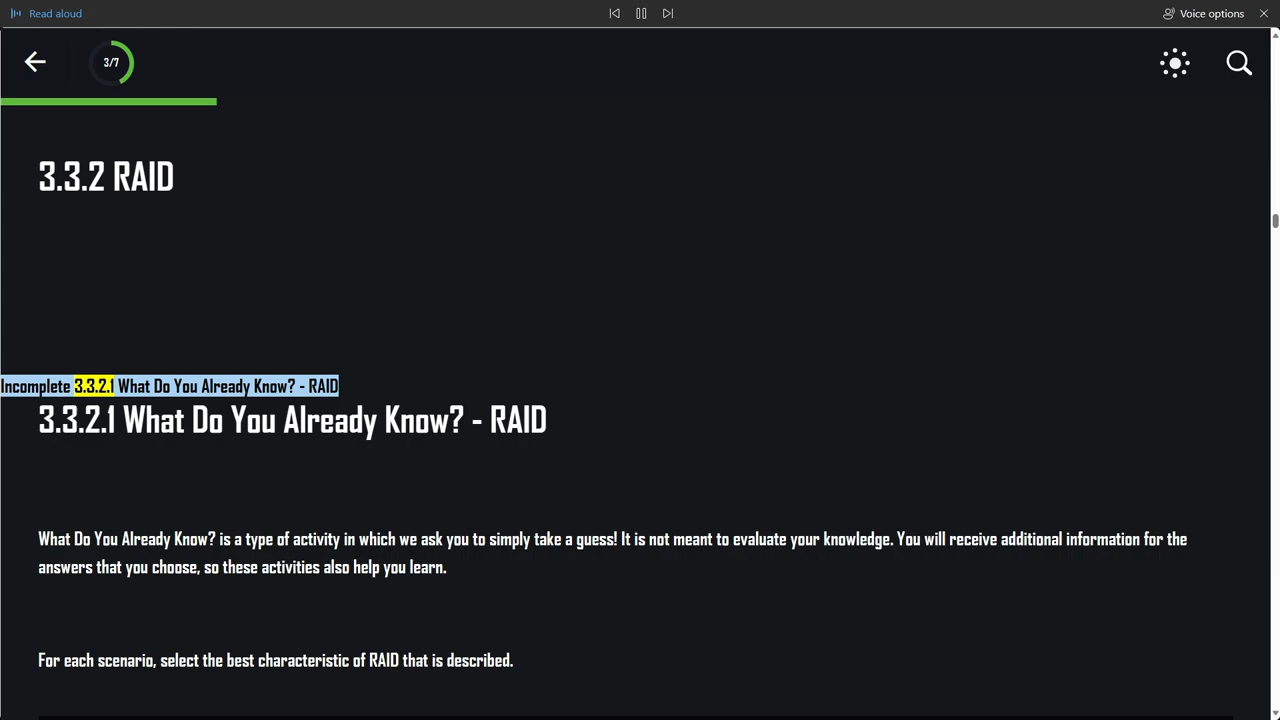 Read aloud
Voice options
3/7
3.3.2 RAID
Incomplete 3.3.2.1 What Do You Already Know? - RAID
3.3.2.1 What Do You Already Know? - RAID
What Do You Already Know? is a type of activity in which we ask you to simply take a guess! It is not meant to evaluate your knowledge. You will receive additional information for the
answers that you choose, so these activities also help you learn.
For each scenario, select the best characteristic of RAID that is described.